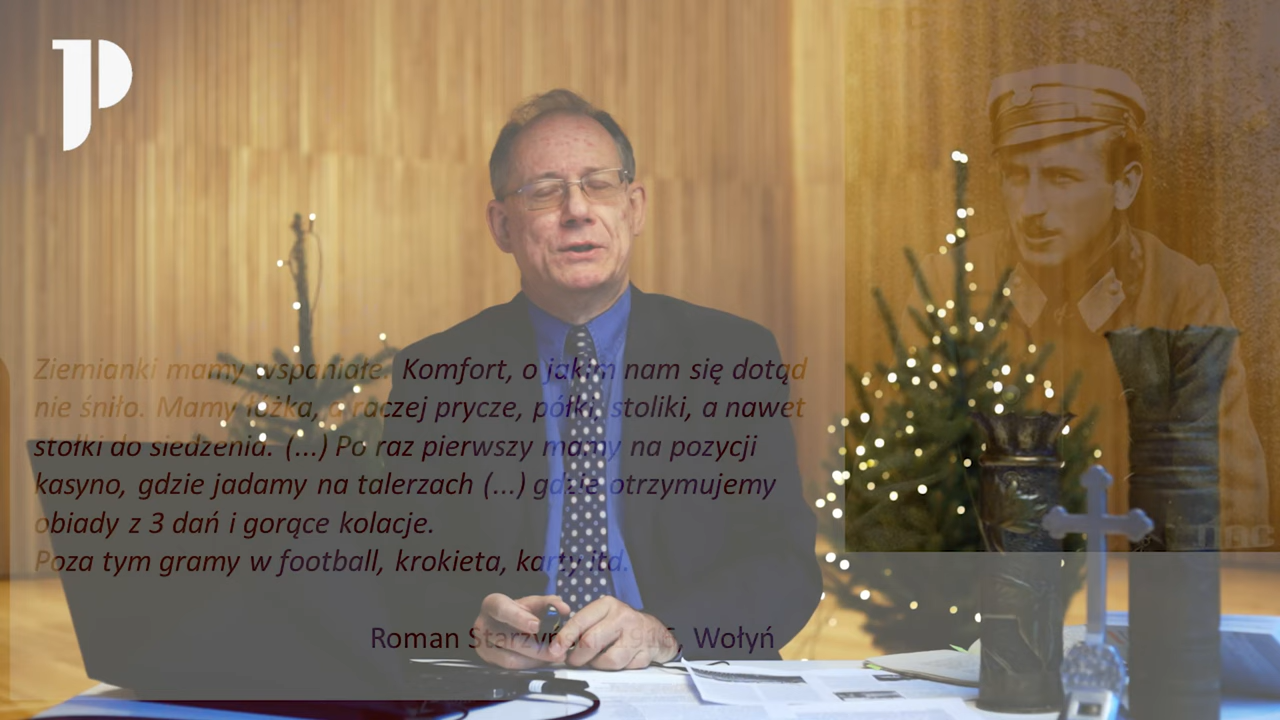 Ziemianki mamy wspaniałe. Komfort, o jakim nam się dotąd
nie śniło. Mamy łóżka, a raczej prycze, półki, stoliki, a nawet
stołki do siedzenia. (...) Po raz pierwszy mamy na pozycji
kasyno, gdzie jadamy na talerzach (...) gdzie otrzymujemy
obiady z 3 dań i gorące kolacje.
Poza tym gramy w football, krokieta, karty itd.
Roman Starzyński, 1916, Wołyń